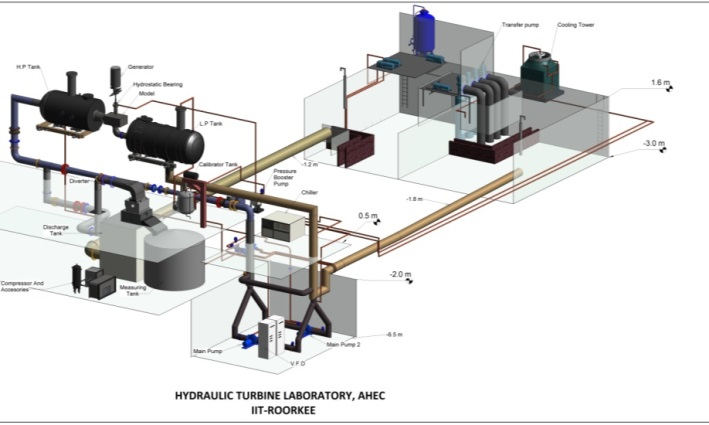 Transfer pump
Cooling Tower
H.P Tank
Generator
Hydrostatic Bearing
Model
L.P Tank
1.6 m
-3.0 m
-1.2 m
Calibrator Tank
Pressure
Booster
Pump
Diverter
Chiller
-1.8 m
0.5 m
Discharge
Tank
-2.0 m
Compressor And
Accesories
Measuring
Tank
-6.5 m
Main Pump
Main Pump 2
V.F.D
HYDRAULIC TURBINE LABORATORY, AHEC
IIT-ROORKEE